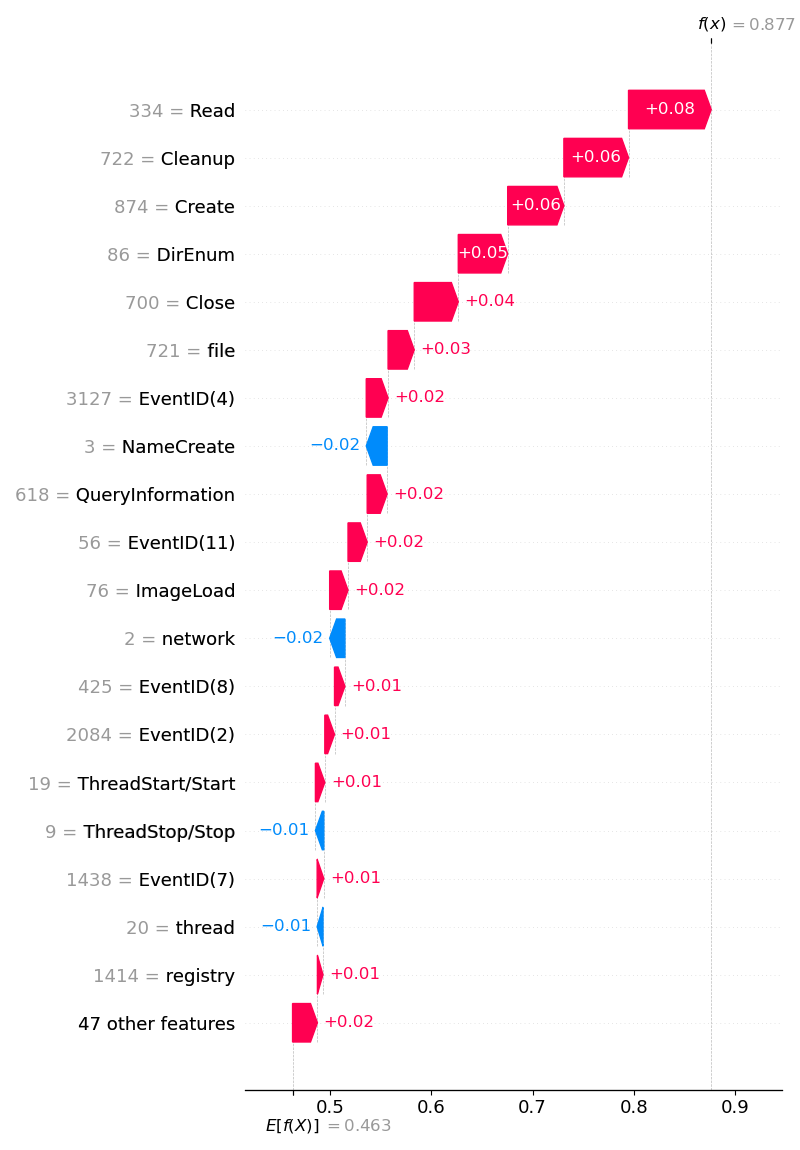 f(x) = 0.877
334 = Read +0.08
722 = Cleanup +0.06
874 = Create +0.06
86 = DirEnum +0.05
700 = Close +0.04
721 = file +0.03
3127 = EventID(4) +0.02
3 = NameCreate −0.02
618 = QueryInformation +0.02
56 = EventID(11) +0.02
76 = ImageLoad +0.02
2 = network −0.02
425 = EventID(8) +0.01
2084 = EventID(2) +0.01
19 = ThreadStart/Start +0.01
9 = ThreadStop/Stop −0.01
1438 = EventID(7) +0.01
20 = thread −0.01
1414 = registry +0.01
47 other features +0.02
0.5 0.6 0.7 0.8 0.9
E[f(X)] = 0.463